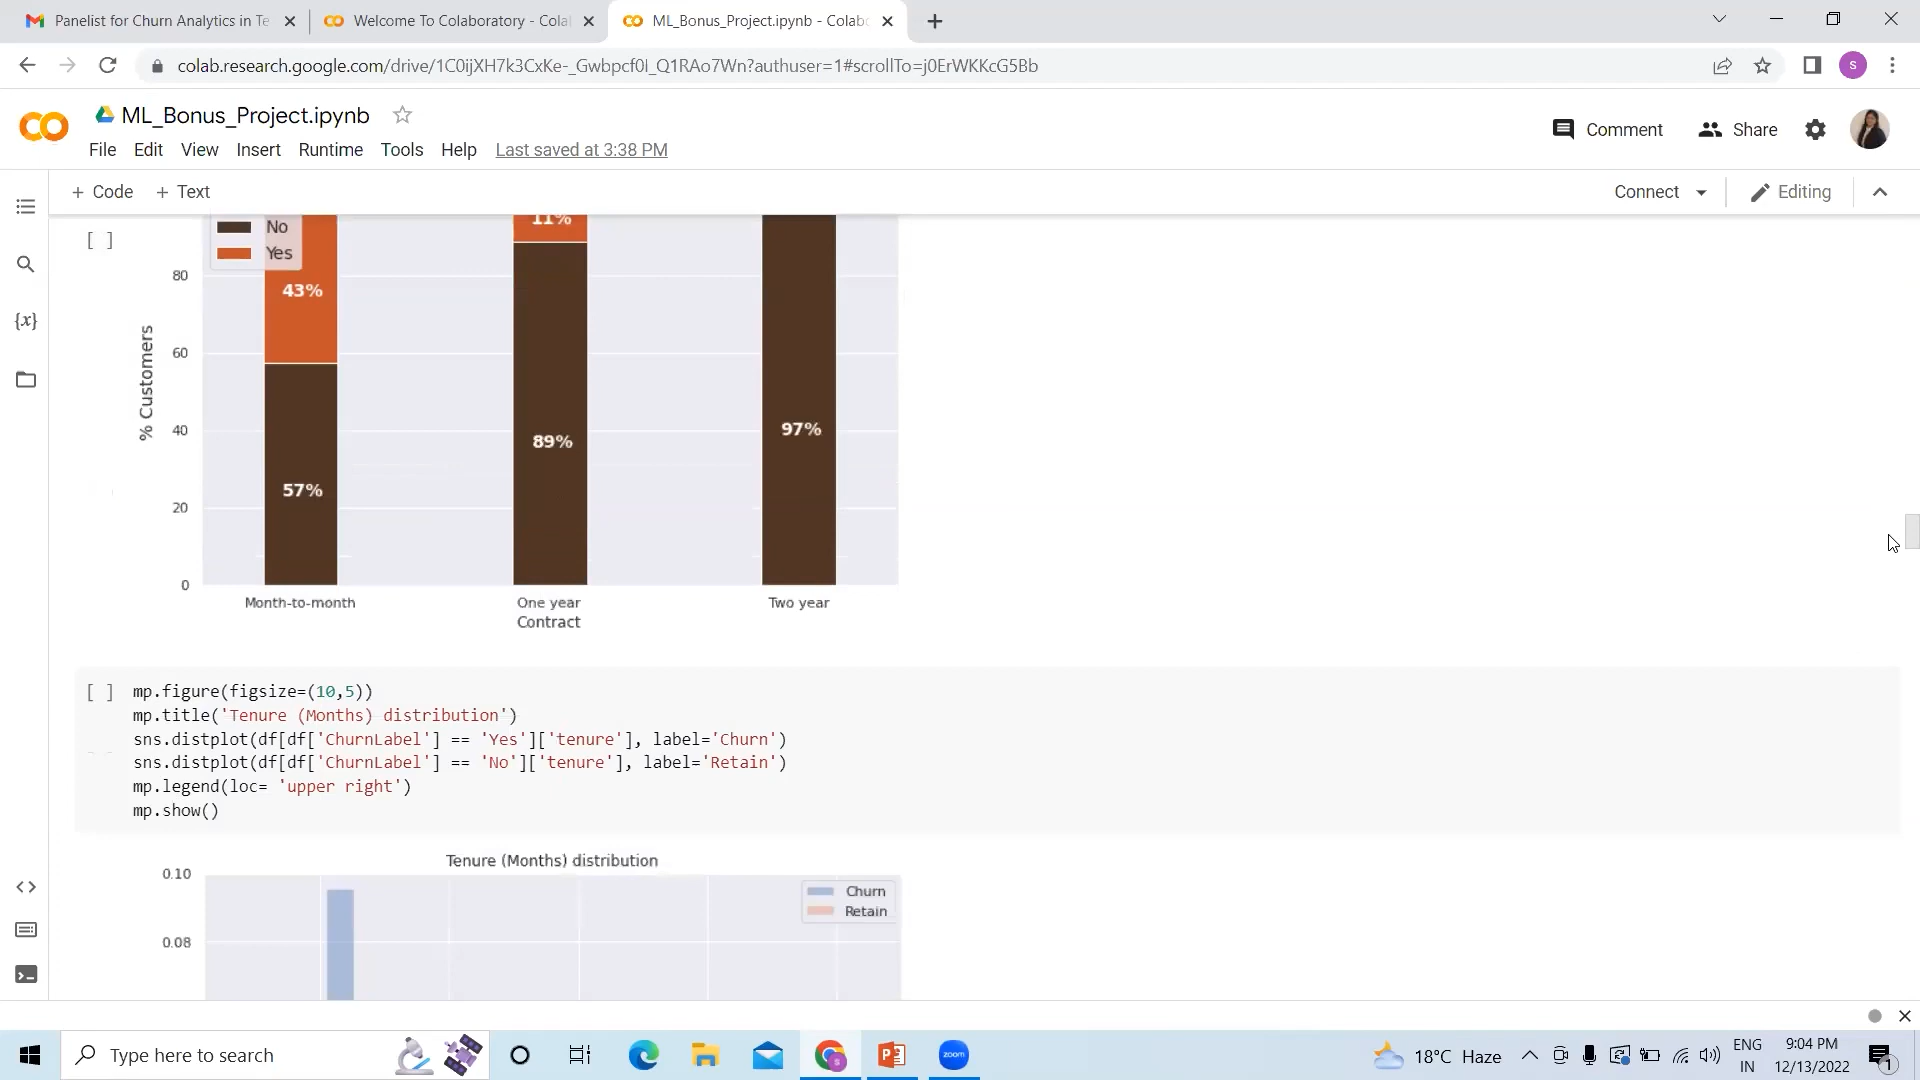 Panelist for Churn Analytics in Te
Welcome To Colaboratory - Colal
ML_Bonus_Project.ipynb - Colabo
colab.research.google.com/drive/1C0ijXH7k3CxKe-_Gwbpcf0i_Q1RAo7Wn?authuser=1#scrollTo=j0ErWKKcG5Bb
S
ML_Bonus_Project.ipynb
Comment Share
File Edit View Insert Runtime Tools Help Last saved at 3:38 PM
+ Code + Text
Connect Editing
{x}
[ ]
No
Yes
11%
80
43%
% Customers
60
40
97%
89%
57%
20
0
Month-to-month One year Two year
Contract
[ ] mp.figure(figsize=(10,5))
mp.title('Tenure (Months) distribution')
sns.distplot(df[df['ChurnLabel'] == 'Yes']['tenure'], label='Churn')
sns.distplot(df[df['ChurnLabel'] == 'No']['tenure'], label='Retain')
mp.legend(loc= 'upper right')
mp.show()
Tenure (Months) distribution
0.10
Churn
Retain
0.08
Type here to search
zoom
18°C Haze
ENG
IN
9:04 PM
12/13/2022
1